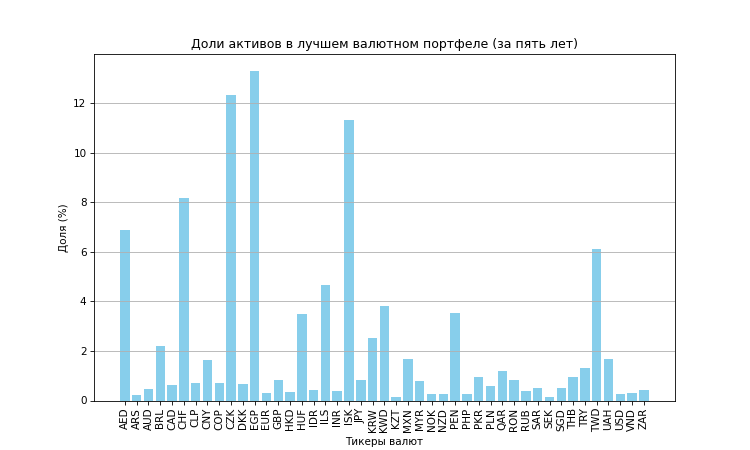 Доли активов в лучшем валютном портфеле (за пять лет)
Доля (%)
12
10
8
6
4
2
0
AED ARS AUD BRL CAD CHF CLP CNY COP CZK DKK EGP EUR GBP HKD HUF IDR ILS INR ISK JPY KRW KWD KZT MXN MYR NOK NZD PEN PHP PKR PLN QAR RON RUB SAR SEK SGD THB TRY TWD UAH USD VND ZAR
Тикеры валют